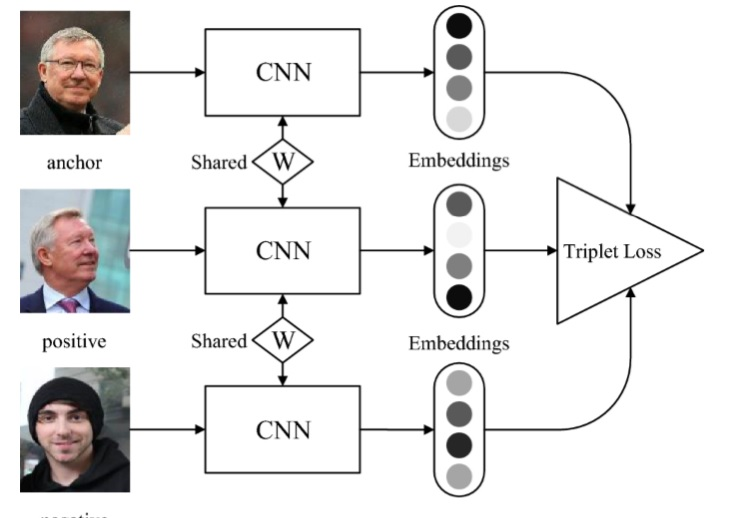 CNN
anchor
Shared
W
Embeddings
CNN
Triplet Loss
positive
Shared
W
Embeddings
CNN